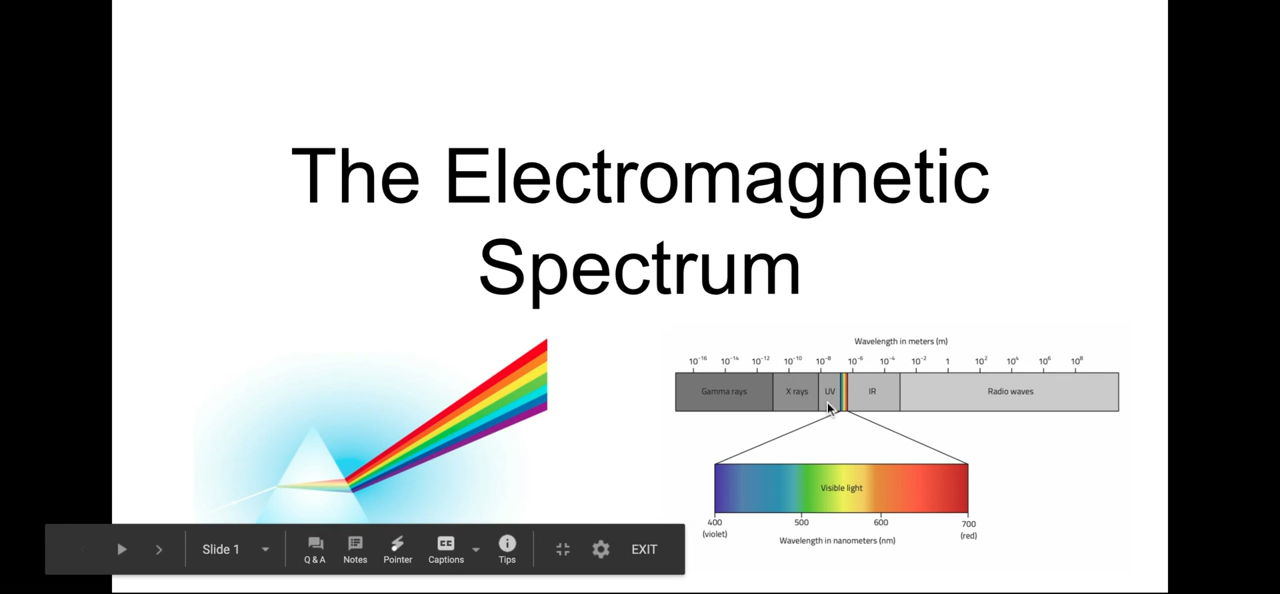 The Electromagnetic
Spectrum
Wavelength in meters (m)
10⁻¹⁶ 10⁻¹⁴ 10⁻¹² 10⁻¹⁰ 10⁻⁸ 10⁻⁶ 10⁻⁴ 10⁻² 1 10² 10⁴ 10⁶ 10⁸
Gamma rays X rays UV IR Radio waves
Visible light
400 500 600 700
(violet) (red)
Wavelength in nanometers (nm)
Slide 1 Q & A Notes Pointer CC Captions Tips EXIT